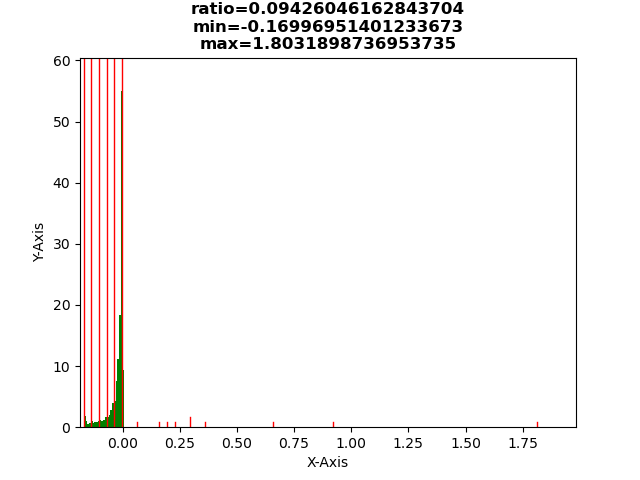 ratio=0.09426046162843704
min=-0.16996951401233673
max=1.8031898736953735
60
50
40
30
20
10
0
Y-Axis
0.00 0.25 0.50 0.75 1.00 1.25 1.50 1.75
X-Axis